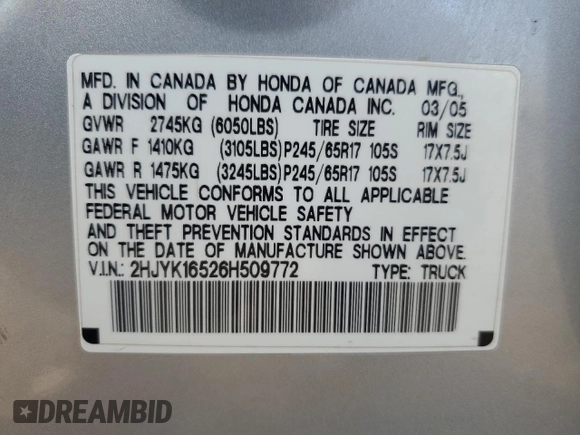 MFD. IN CANADA BY HONDA OF CANADA MFG.,
A DIVISION OF HONDA CANADA INC. 03/05
GVWR 2745KG (6050LBS) TIRE SIZE RIM SIZE
GAWR F 1410KG (3105LBS) P245/65R17 105S 17X7.5J
GAWR R 1475KG (3245LBS) P245/65R17 105S 17X7.5J
THIS VEHICLE CONFORMS TO ALL APPLICABLE
FEDERAL MOTOR VEHICLE SAFETY
AND THEFT PREVENTION STANDARDS IN EFFECT
ON THE DATE OF MANUFACTURE SHOWN ABOVE.
V.I.N.: 2HJYK16526H509772 TYPE: TRUCK
DREAMBID